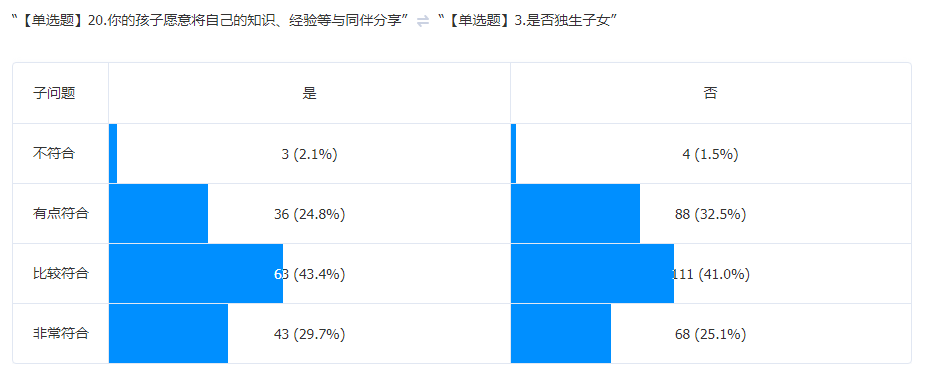 “【单选题】20.你的孩子愿意将自己的知识、经验等与同伴分享” ⇌ “【单选题】3.是否独生子女”
子问题 是 否
不符合 3 (2.1%) 4 (1.5%)
有点符合 36 (24.8%) 88 (32.5%)
比较符合 63 (43.4%) 111 (41.0%)
非常符合 43 (29.7%) 68 (25.1%)